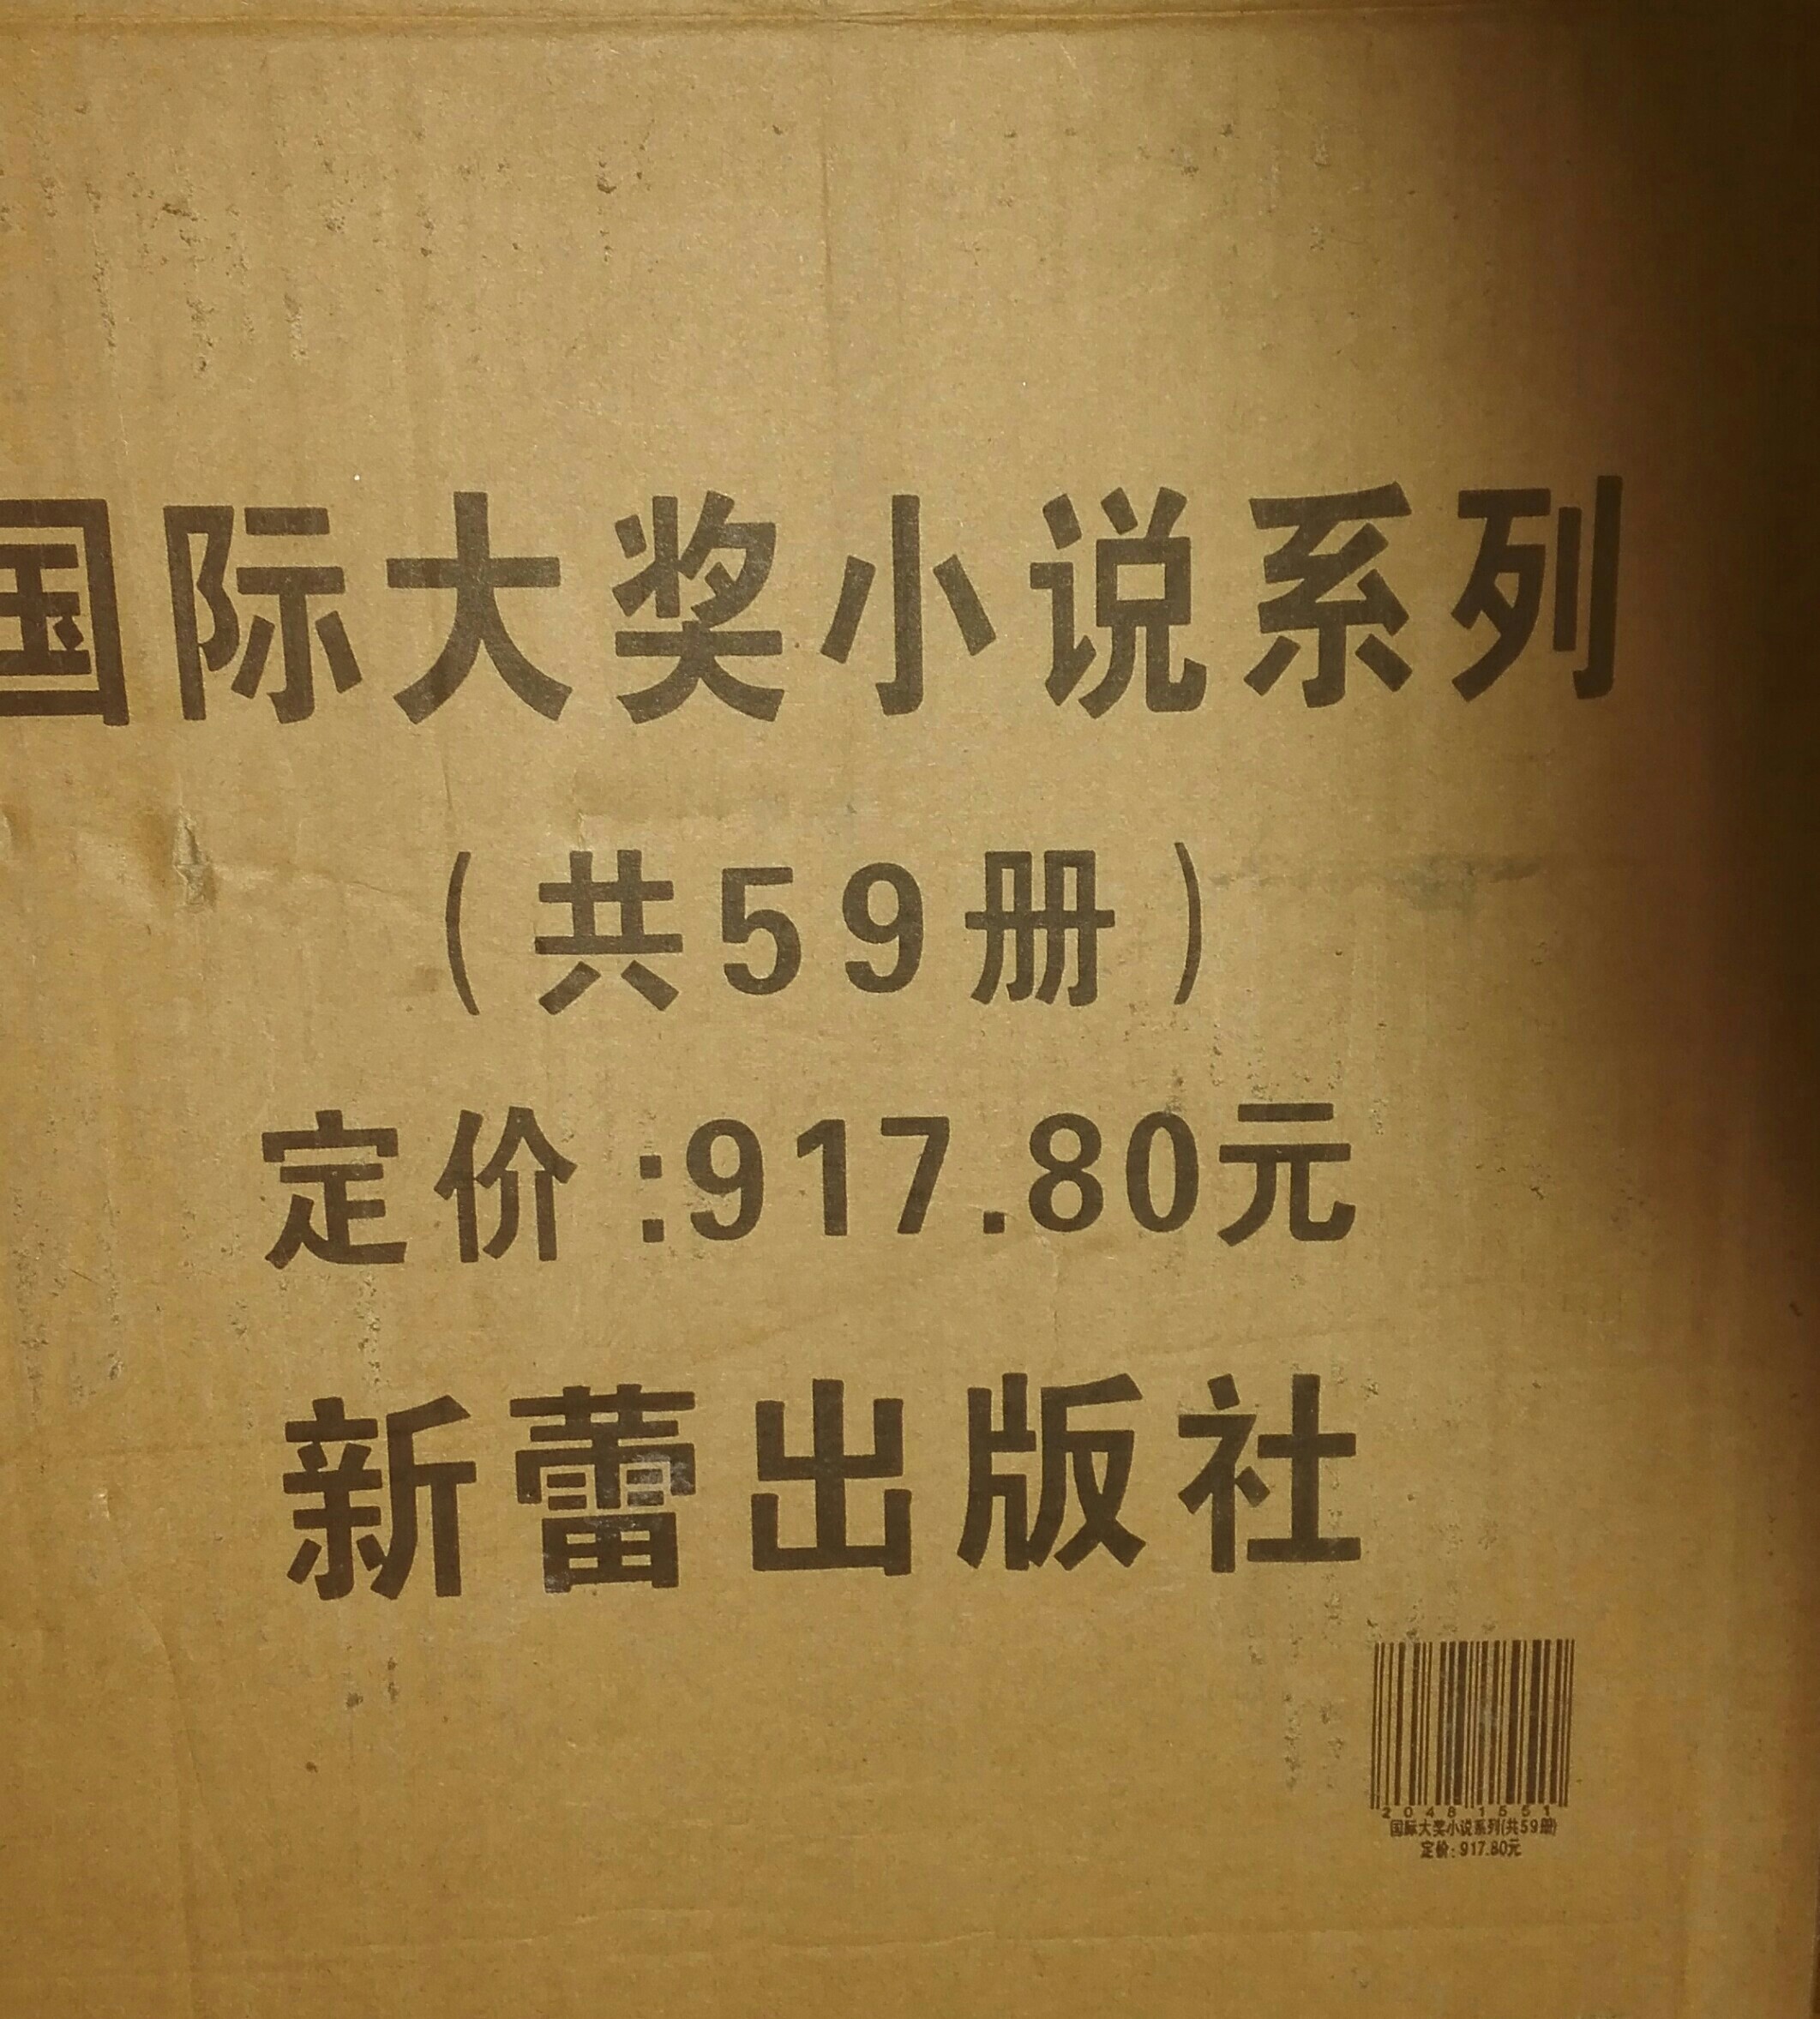 国际大奖小说系列
（共59册）
定价:917.80元
新蕾出版社
20481551
国际大奖小说系列(共59册)
定价: 917.80元